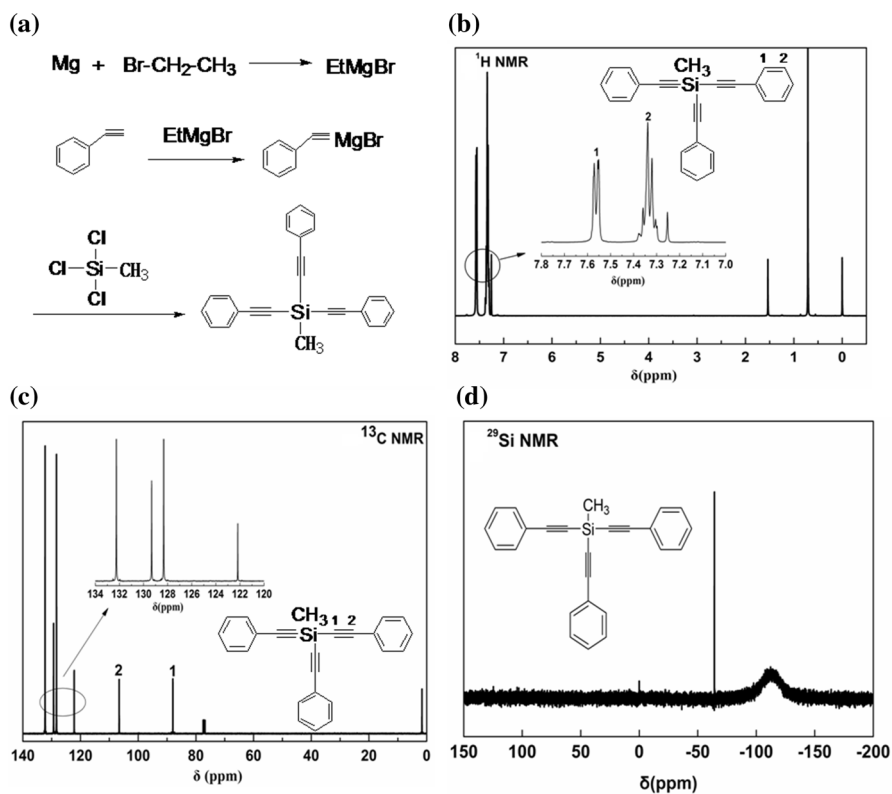 (a)
Mg + Br-CH₂-CH₃ EtMgBr
EtMgBr
MgBr
Cl
Cl Si CH₃
Cl
Si
CH₃
(b)
¹H NMR
CH₃ 1 2
Si
1
2
7.8 7.7 7.6 7.5 7.4 7.3 7.2 7.1 7.0
δ(ppm)
8 7 6 5 4 3 2 1 0
δ(ppm)
(c)
¹³C NMR
134 132 130 128 126 124 122 120
δ(ppm)
CH₃ 1 2
Si
2 1
140 120 100 80 60 40 20 0
δ (ppm)
(d)
²⁹Si NMR
CH₃
Si
150 100 50 0 -50 -100 -150 -200
δ(ppm)